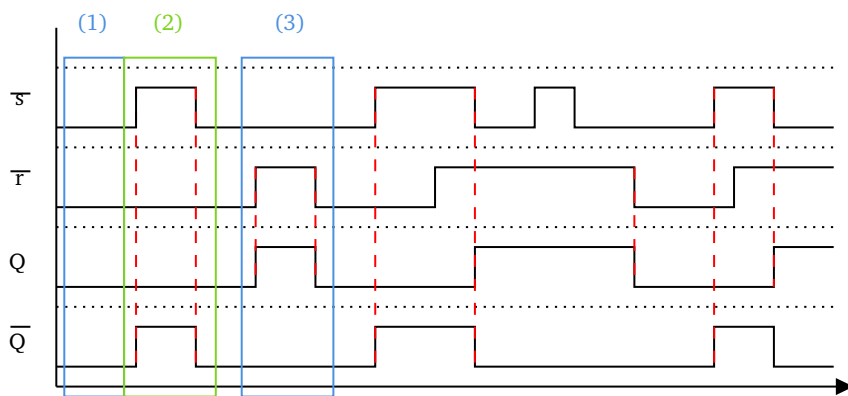 (1) (2) (3)
s̅
r̅
Q
Q̅